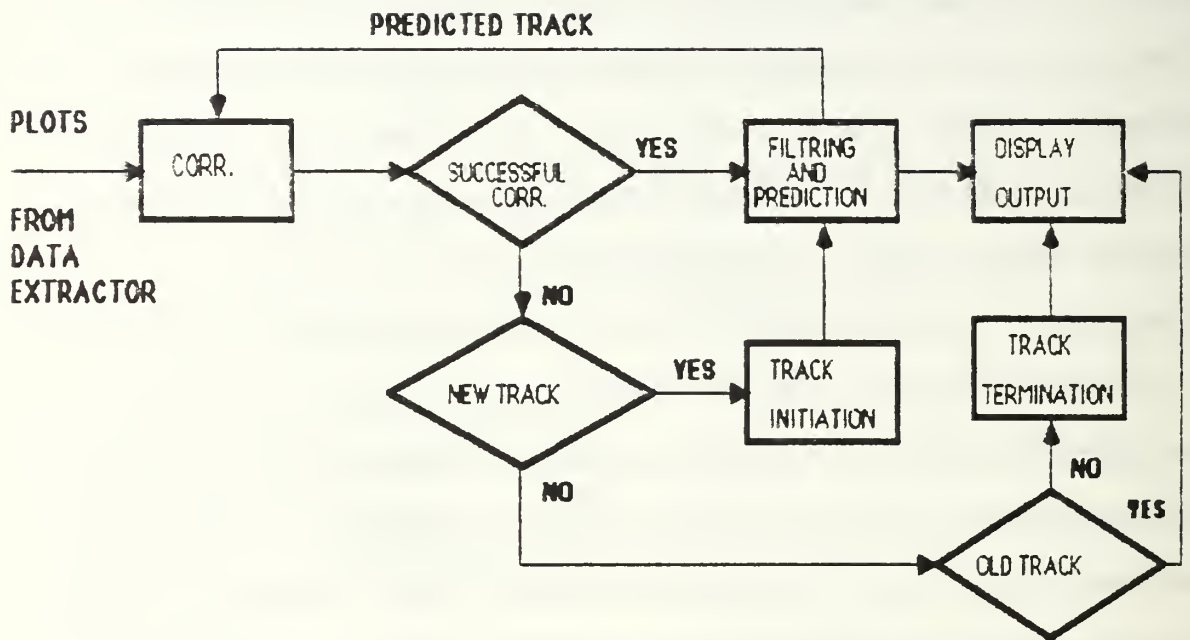 PREDICTED TRACK
PLOTS
FROM
DATA
EXTRACTOR
CORR.
SUCCESSFUL
CORR.
YES
FILTRING
AND
PREDICTION
DISPLAY
OUTPUT
NO
NEW TRACK
YES
TRACK
INITIATION
TRACK
TERMINATION
NO
NO
YES
OLD TRACK